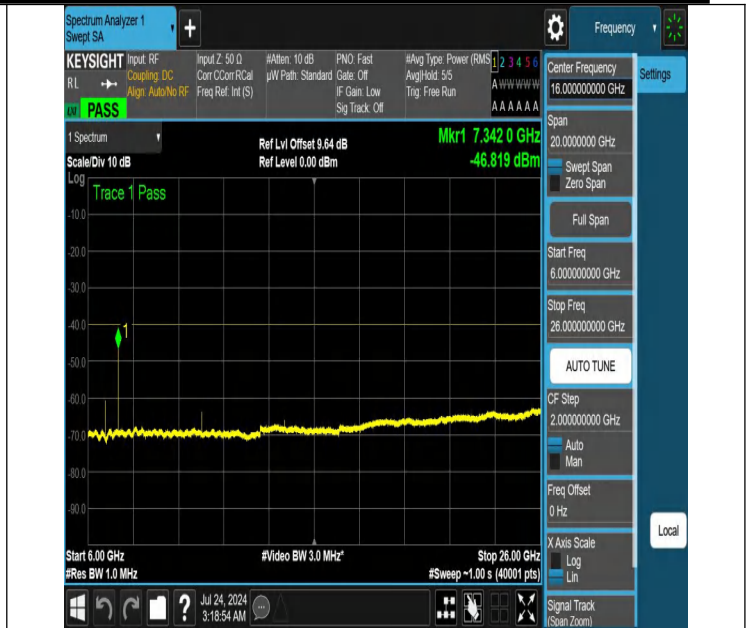 Spectrum Analyzer 1
Swept SA
+
Frequency
KEYSIGHT
RL
PASS
Input: RF
Coupling: DC
Align: Auto/No RF
Input Z: 50 Ω
Corr CCorr RCal
Freq Ref: Int (S)
#Atten: 10 dB
µW Path: Standard
PNO: Fast
Gate: Off
IF Gain: Low
Sig Track: Off
#Avg Type: Power (RMS
Avg|Hold: 5/5
Trig: Free Run
1 2 3 4 5 6
A W W W W W
A A A A A A
1 Spectrum
Scale/Div 10 dB
Ref Lvl Offset 9.64 dB
Ref Level 0.00 dBm
Mkr1 7.342 0 GHz
-46.819 dBm
Log
Trace 1 Pass
-10.0
-20.0
-30.0
-40.0
1
-50.0
-60.0
-70.0
-80.0
-90.0
Start 6.00 GHz
#Res BW 1.0 MHz
#Video BW 3.0 MHz*
Stop 26.00 GHz
#Sweep ~1.00 s (40001 pts)
?
Jul 24, 2024
3:18:54 AM
Center Frequency
16.000000000 GHz
Settings
Span
20.0000000 GHz
Swept Span
Zero Span
Full Span
Start Freq
6.000000000 GHz
Stop Freq
26.000000000 GHz
AUTO TUNE
CF Step
2.000000000 GHz
Auto
Man
Freq Offset
0 Hz
X Axis Scale
Log
Lin
Local
Signal Track
(Span Zoom)